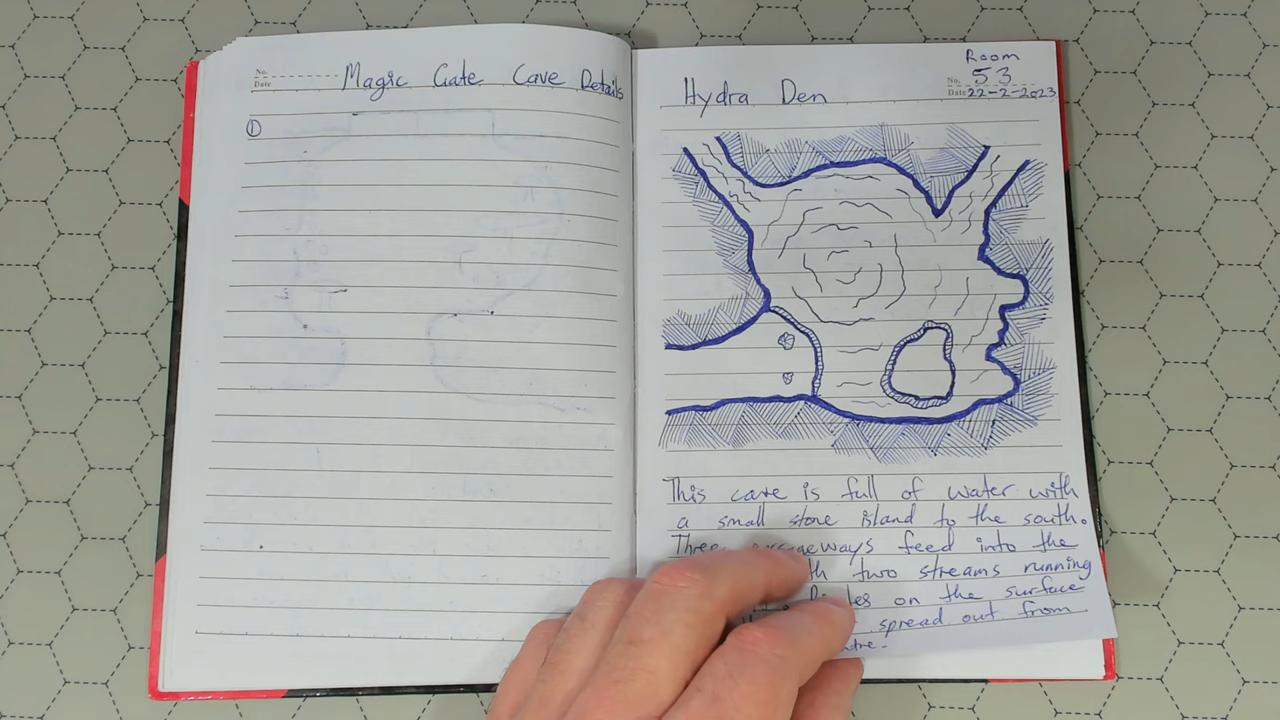 No.
Date
Magic Gate Cave Details
①
Hydra Den
Room
No. 53
Date 22-2-2023
This cave is full of water with
a small stone island to the south.
Three passageways feed into the
two streams running
on the surface
spread out from